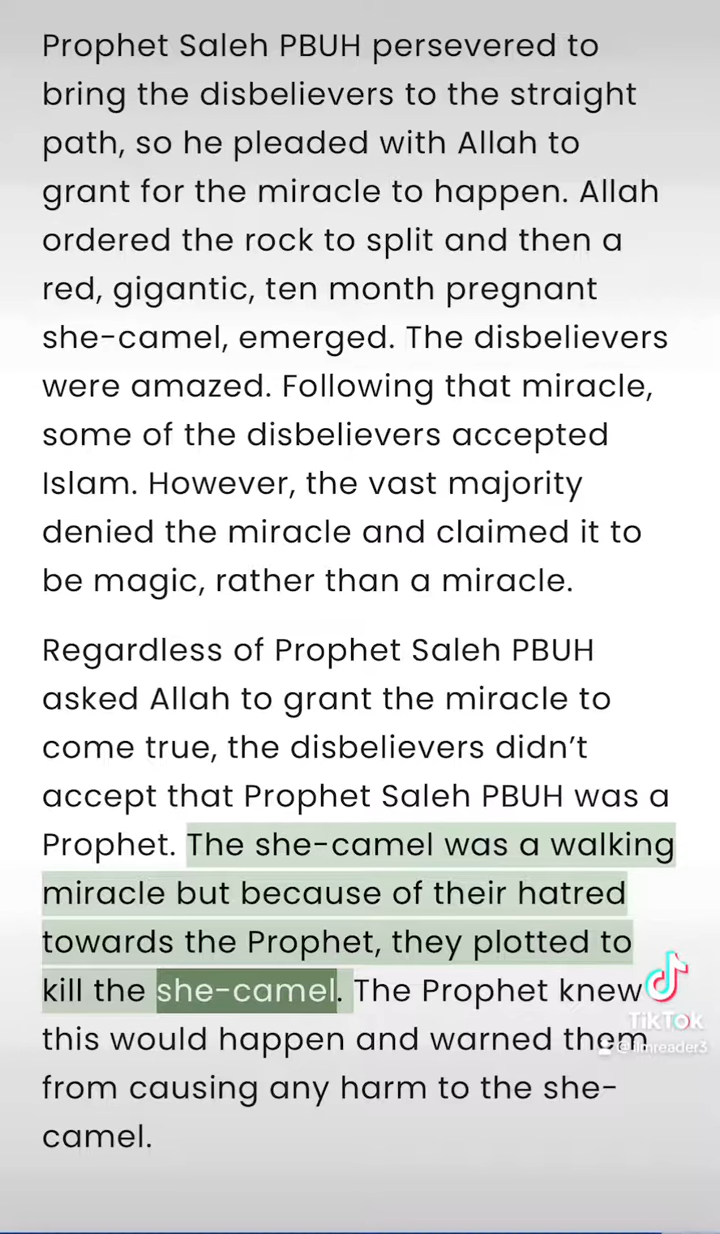 Prophet Saleh PBUH persevered to
bring the disbelievers to the straight
path, so he pleaded with Allah to
grant for the miracle to happen. Allah
ordered the rock to split and then a
red, gigantic, ten month pregnant
she-camel, emerged. The disbelievers
were amazed. Following that miracle,
some of the disbelievers accepted
Islam. However, the vast majority
denied the miracle and claimed it to
be magic, rather than a miracle.
Regardless of Prophet Saleh PBUH
asked Allah to grant the miracle to
come true, the disbelievers didn't
accept that Prophet Saleh PBUH was a
Prophet. The she-camel was a walking
miracle but because of their hatred
towards the Prophet, they plotted to
kill the she-camel. The Prophet knew
this would happen and warned them
from causing any harm to the she-
camel.
TikTok
@ilmreader3